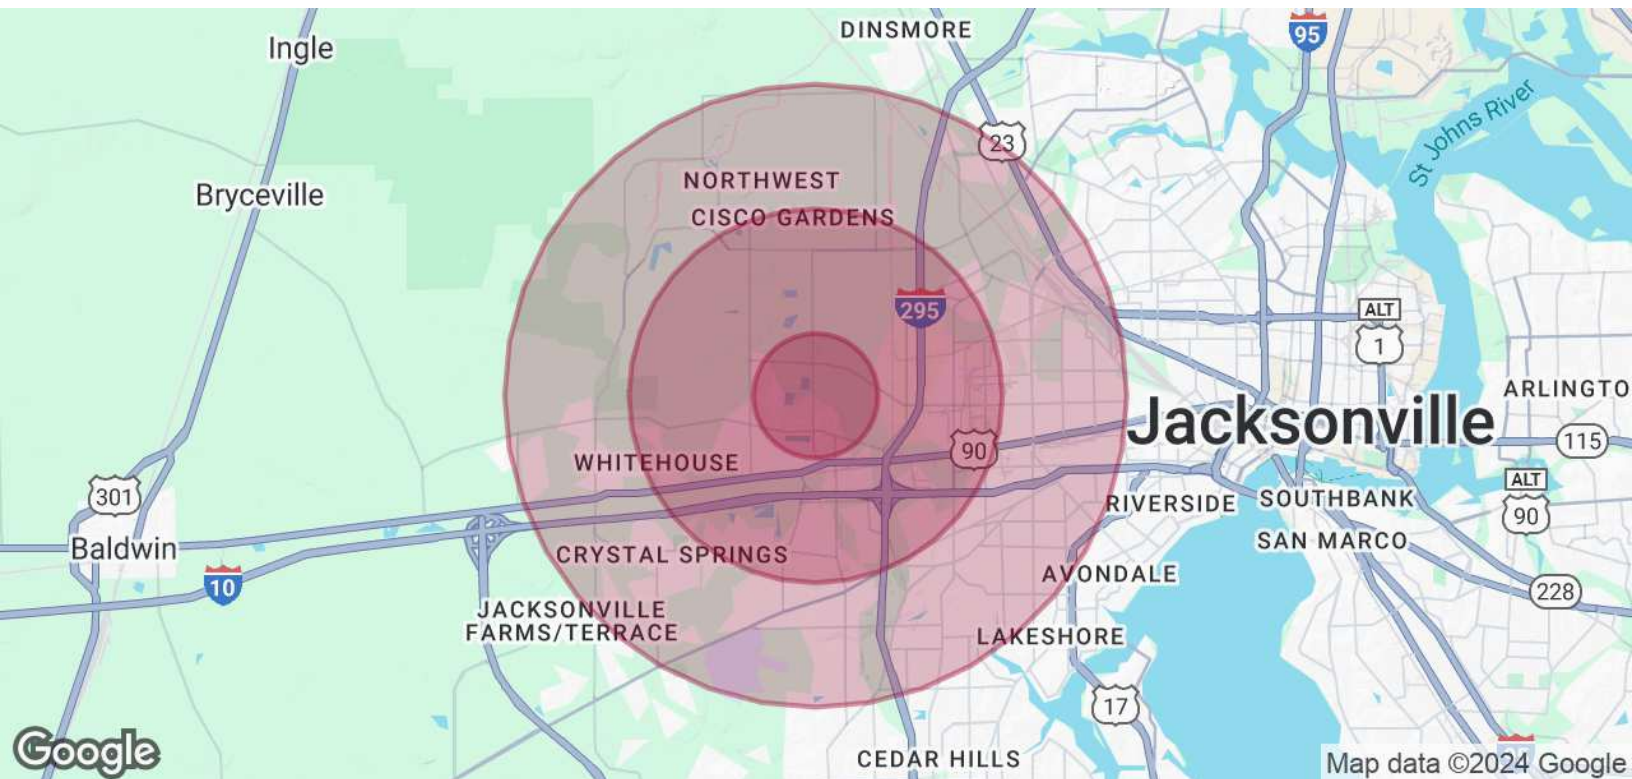 DINSMORE
95
Ingle
St Johns River
23
NORTHWEST
Bryceville
CISCO GARDENS
295
ALT
1
ARLINGTO
Jacksonville
115
90
WHITEHOUSE
ALT
90
301
RIVERSIDE
SOUTHBANK
SAN MARCO
Baldwin
CRYSTAL SPRINGS
AVONDALE
10
228
JACKSONVILLE
FARMS/TERRACE
LAKESHORE
17
CEDAR HILLS
Google
Map data ©2024 Google